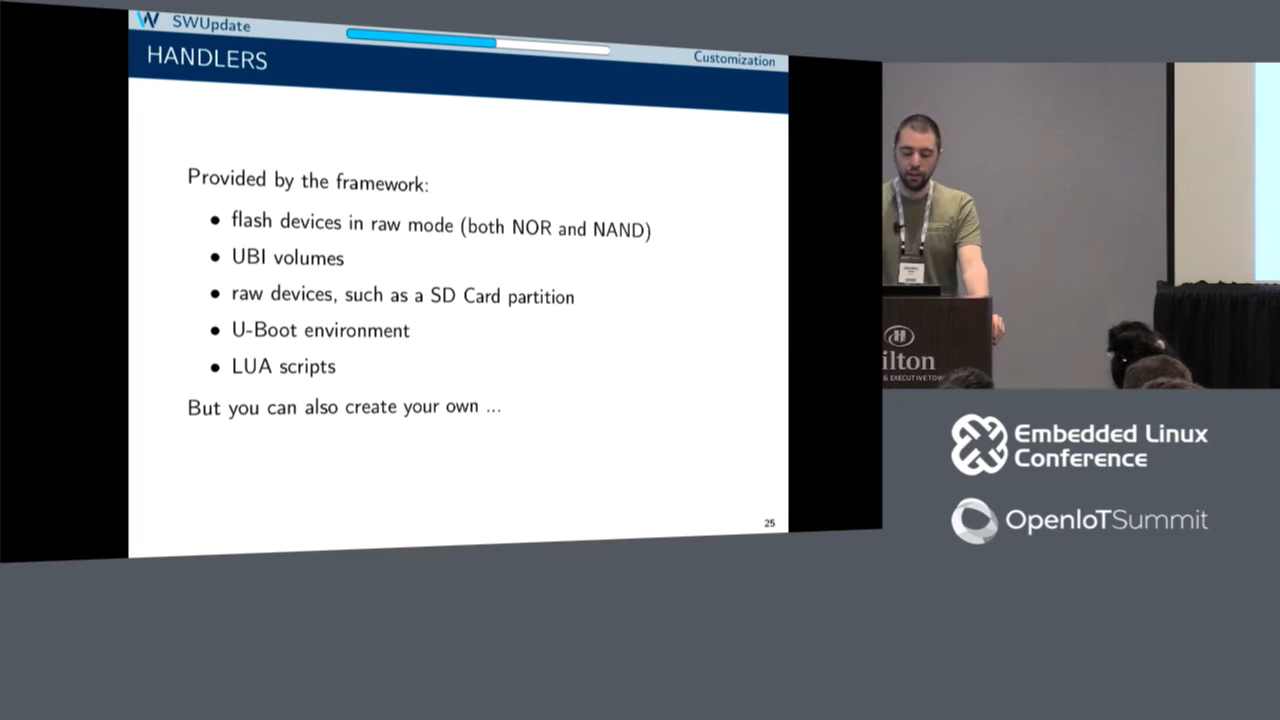 SWUpdate
Customization
HANDLERS
Provided by the framework:
• flash devices in raw mode (both NOR and NAND)
• UBI volumes
• raw devices, such as a SD Card partition
• U-Boot environment
• LUA scripts
But you can also create your own ...
25
ilton
& EXECUTIVE TOW
Embedded Linux
Conference
OpenIoTSummit